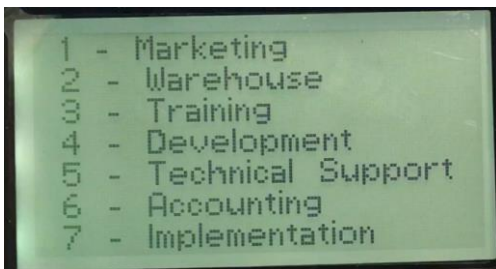 1 - Marketing
2 - Warehouse
3 - Training
4 - Development
5 - Technical Support
6 - Accounting
7 - Implementation